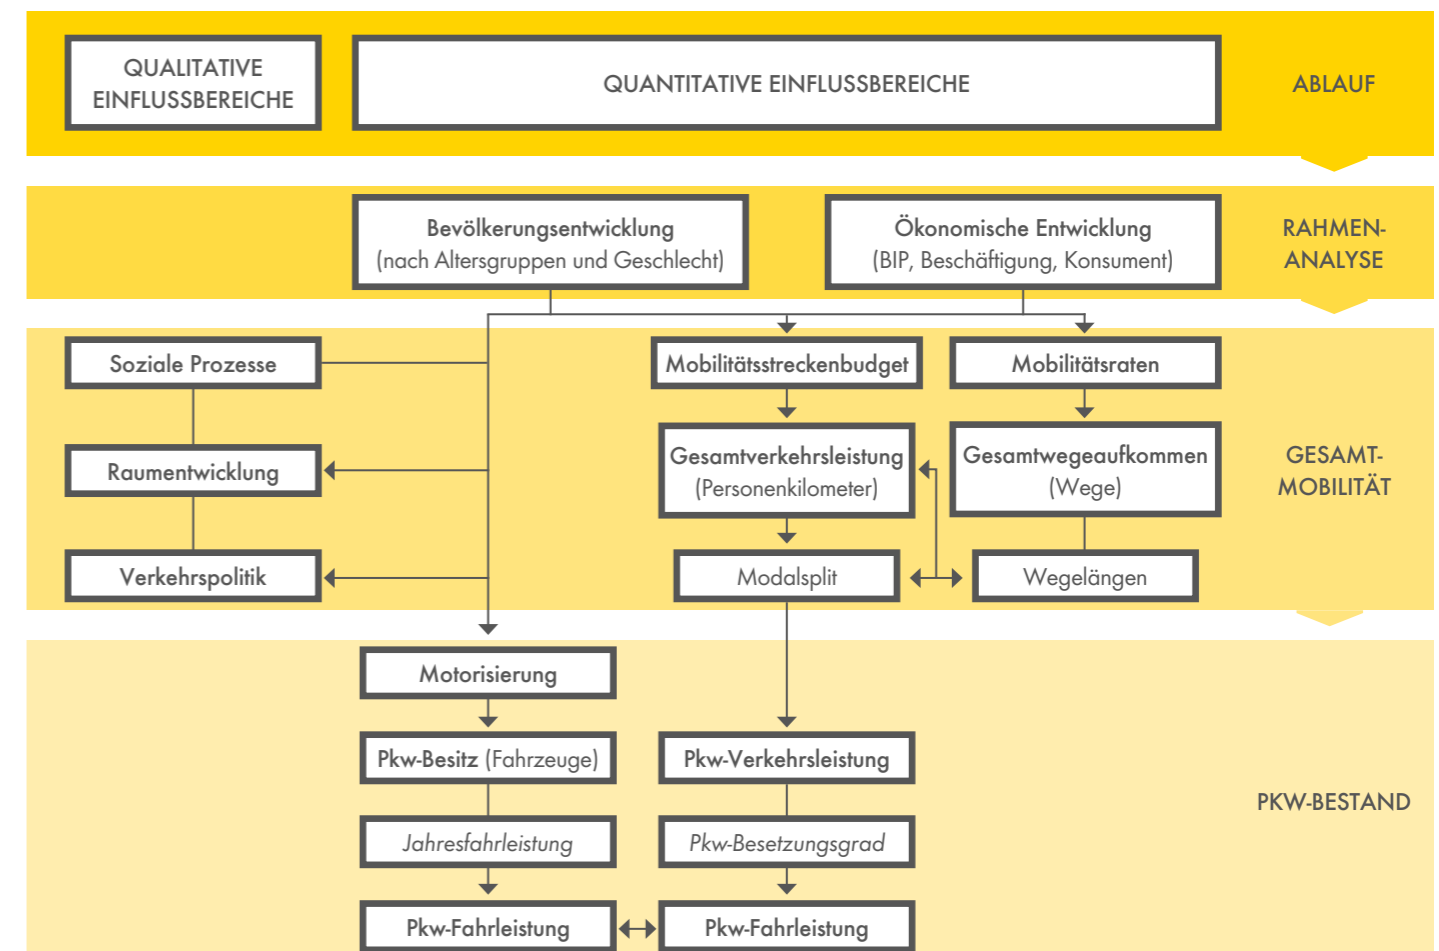 QUALITATIVE
EINFLUSSBEREICHE
QUANTITATIVE EINFLUSSBEREICHE
ABLAUF
Bevölkerungsentwicklung
(nach Altersgruppen und Geschlecht)
Ökonomische Entwicklung
(BIP, Beschäftigung, Konsument)
RAHMEN-
ANALYSE
Soziale Prozesse
Mobilitätsstreckenbudget
Mobilitätsraten
Raumentwicklung
Gesamtverkehrsleistung
(Personenkilometer)
Gesamtwegeaufkommen
(Wege)
GESAMT-
MOBILITÄT
Verkehrspolitik
Modalsplit
Wegelängen
Motorisierung
Pkw-Besitz (Fahrzeuge)
Pkw-Verkehrsleistung
PKW-BESTAND
Jahresfahrleistung
Pkw-Besetzungsgrad
Pkw-Fahrleistung
Pkw-Fahrleistung